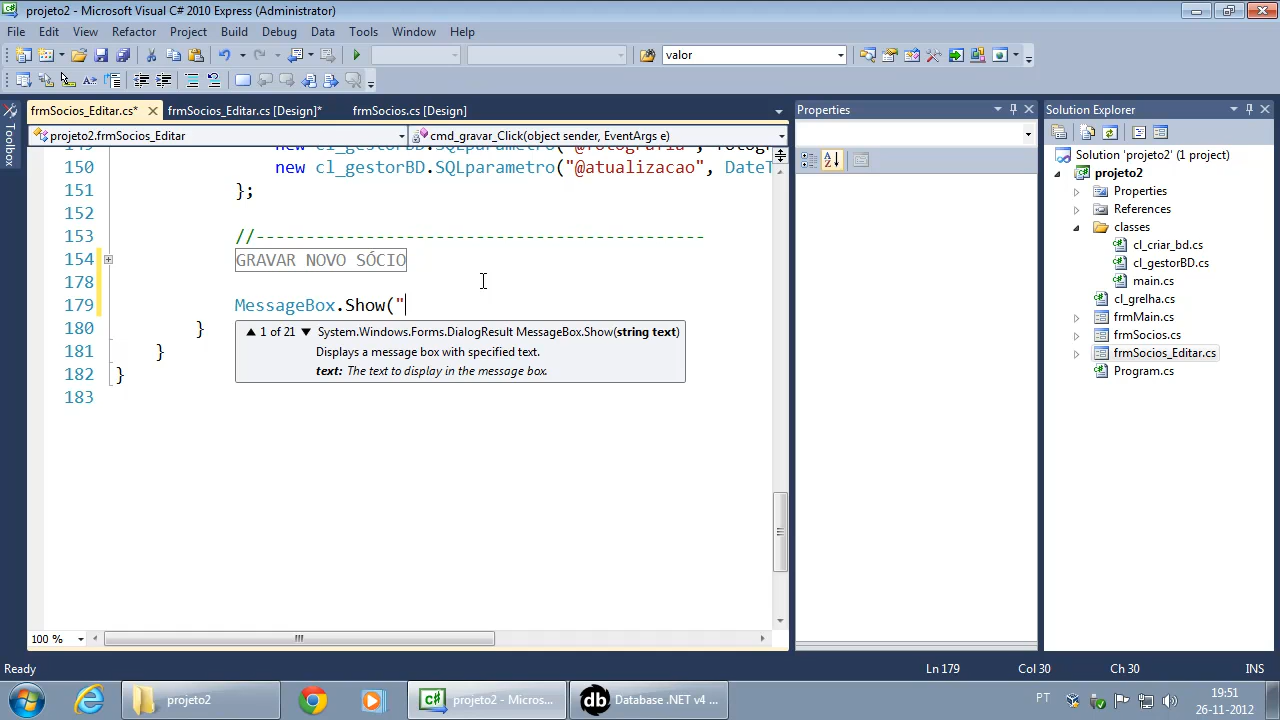 projeto2 - Microsoft Visual C# 2010 Express (Administrator)
File Edit View Refactor Project Build Debug Data Tools Window Help
valor
frmSocios_Editar.cs* frmSocios_Editar.cs [Design]* frmSocios.cs [Design]
Properties
Solution Explorer
Toolbox
projeto2.frmSocios_Editar
cmd_gravar_Click(object sender, EventArgs e)
150 new cl_gestorBD.SQLparametro("@atualizacao", DateT
151 };
152
153 //---------------------------------------------
154 GRAVAR NOVO SÓCIO
178
179 MessageBox.Show("
1 of 21 System.Windows.Forms.DialogResult MessageBox.Show(string text)
Displays a message box with specified text.
text: The text to display in the message box.
180 }
181 }
182 }
183
Solution 'projeto2' (1 project)
projeto2
Properties
References
classes
cl_criar_bd.cs
cl_gestorBD.cs
main.cs
cl_grelha.cs
frmMain.cs
frmSocios.cs
frmSocios_Editar.cs
Program.cs
100 %
Ready
Ln 179 Col 30 Ch 30 INS
projeto2
projeto2 - Micros...
db
Database .NET v4 ...
PT
19:51
26-11-2012